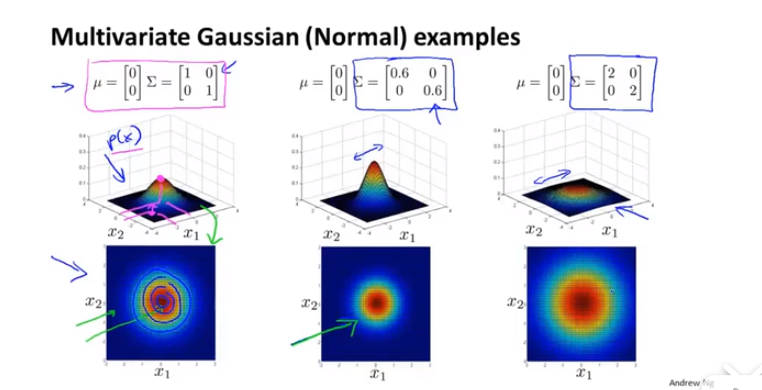 Multivariate Gaussian (Normal) examples
μ = [0 0] Σ = [1 0 0 1]
μ = [0 0] Σ = [0.6 0 0 0.6]
μ = [0 0] Σ = [2 0 0 2]
p(x)
x2 x1
x2 x1
x2 x1
x2
x1
x2
x1
x2
x1
Andrew Ng